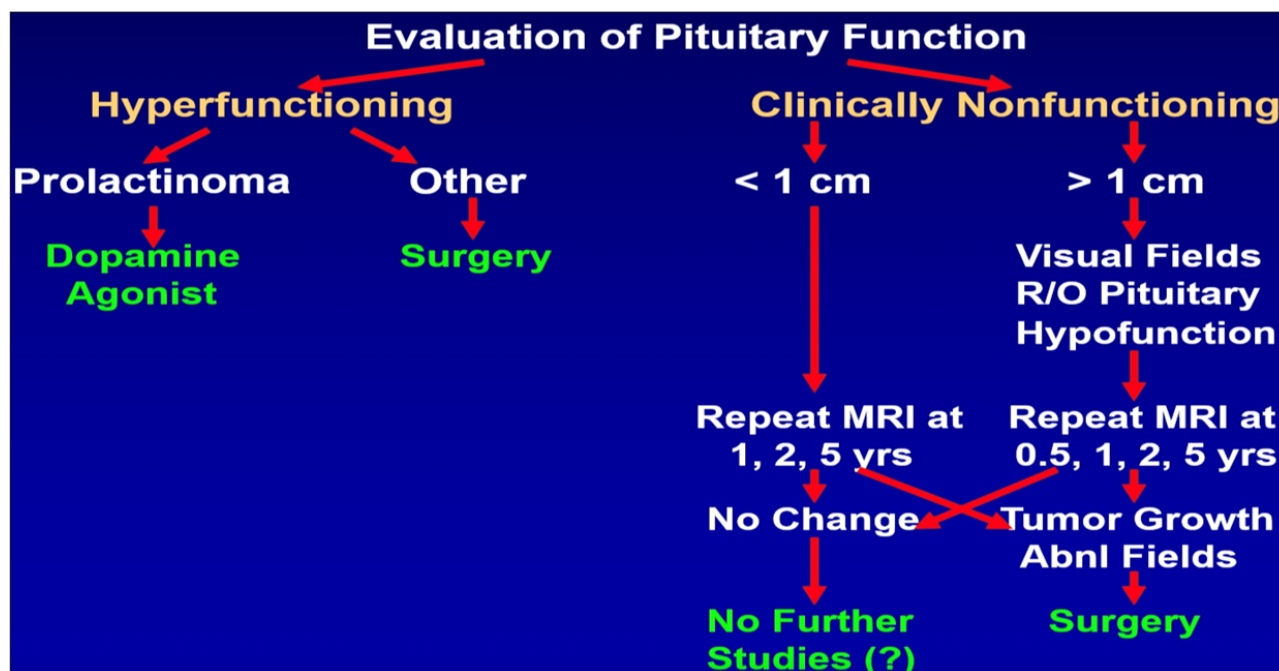 Evaluation of Pituitary Function
Hyperfunctioning
Clinically Nonfunctioning
Prolactinoma
Other
< 1 cm
> 1 cm
Dopamine
Agonist
Surgery
Visual Fields
R/O Pituitary
Hypofunction
Repeat MRI at
1, 2, 5 yrs
Repeat MRI at
0.5, 1, 2, 5 yrs
No Change
Tumor Growth
Abnl Fields
No Further
Studies (?)
Surgery